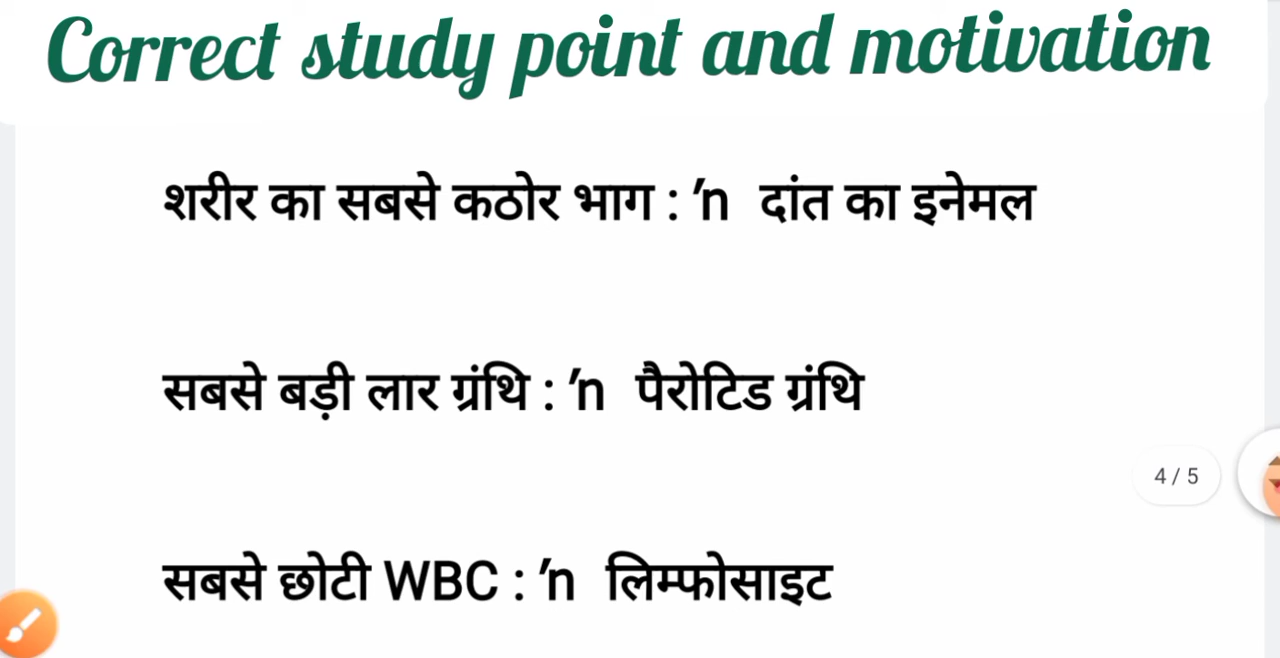 Correct study point and motivation
शरीर का सबसे कठोर भाग : ’n दांत का इनेमल
सबसे बड़ी लार ग्रंथि : ’n पैरोटिड ग्रंथि
4 / 5
सबसे छोटी WBC : ’n लिम्फोसाइट